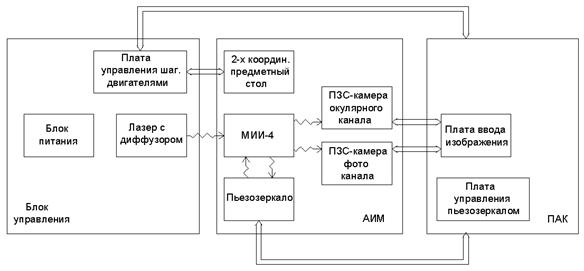 Плата
управления шаг.
двигателями
2-х координ.
предметный
стол
ПЗС-камера
окулярного
канала
Блок
питания
Лазер с
диффузором
МИИ-4
Плата ввода
изображения
ПЗС-камера
фото
канала
Пьезозеркало
Плата
управления
пьезозеркалом
Блок
управления
АИМ
ПАК